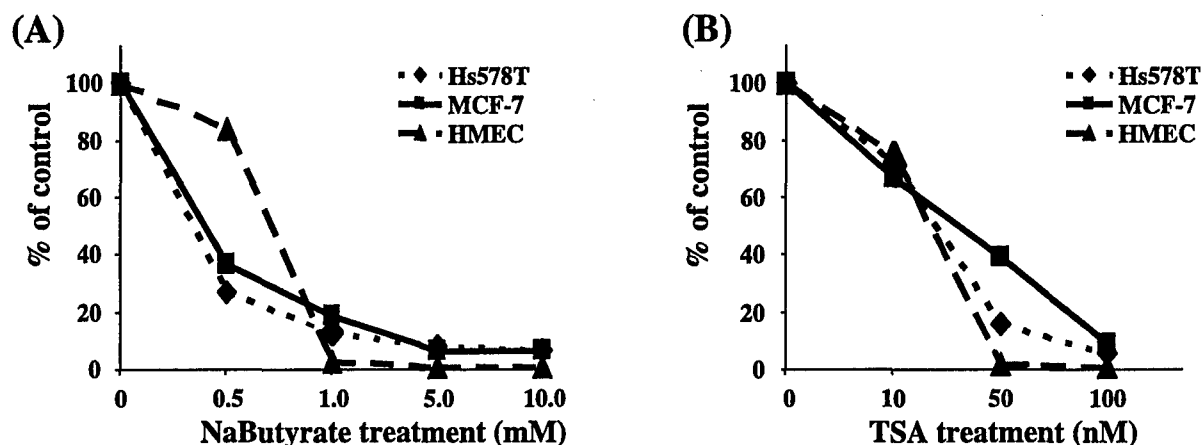 (A)
% of control
100
80
60
40
20
0
Hs578T
MCF-7
HMEC
0 0.5 1.0 5.0 10.0
NaButyrate treatment (mM)
(B)
% of control
100
80
60
40
20
0
Hs578T
MCF-7
HMEC
0 10 50 100
TSA treatment (nM)